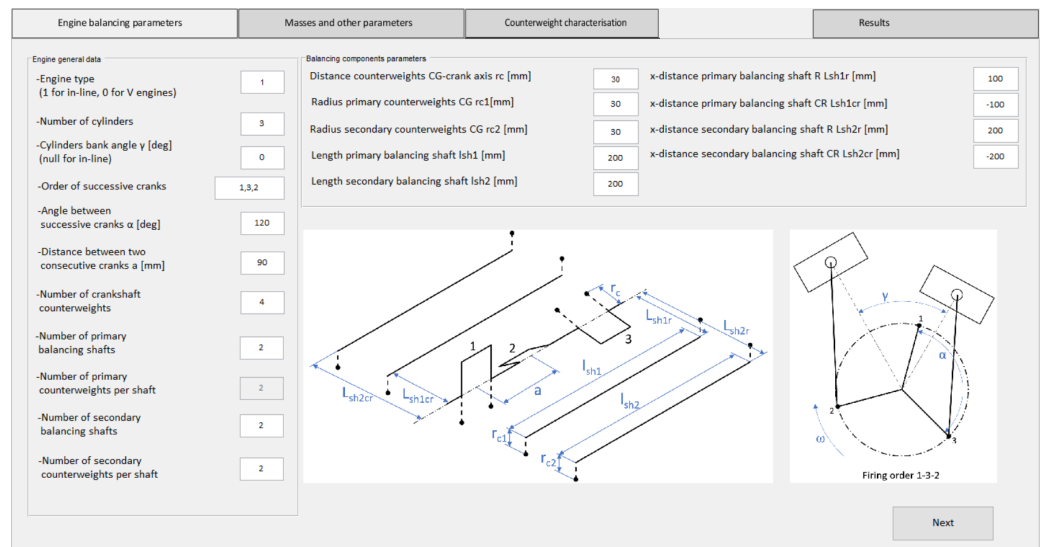 Engine balancing parameters
Masses and other parameters
Counterweight characterisation
Results
Engine general data
-Engine type
(1 for in-line, 0 for V engines)
1
-Number of cylinders
3
-Cylinders bank angle γ [deg]
(null for in-line)
0
-Order of successive cranks
1,3,2
-Angle between
successive cranks α [deg]
120
-Distance between two
consecutive cranks a [mm]
90
-Number of crankshaft
counterweights
4
-Number of primary
balancing shafts
2
-Number of primary
counterweights per shaft
2
-Number of secondary
balancing shafts
2
-Number of secondary
counterweights per shaft
2
Balancing components parameters
Distance counterweights CG-crank axis rc [mm]
30
Radius primary counterweights CG rc1[mm]
30
Radius secondary counterweights CG rc2 [mm]
30
Length primary balancing shaft lsh1 [mm]
200
Length secondary balancing shaft lsh2 [mm]
200
x-distance primary balancing shaft R Lsh1r [mm]
100
x-distance primary balancing shaft CR Lsh1cr [mm]
-100
x-distance secondary balancing shaft R Lsh2r [mm]
200
x-distance secondary balancing shaft CR Lsh2cr [mm]
-200
rc
Lsh1r
Lsh2r
1
2
3
lsh1
a
lsh2
Lsh2cr
Lsh1cr
rc1
rc2
γ
1
α
2
3
ω
Firing order 1-3-2
Next